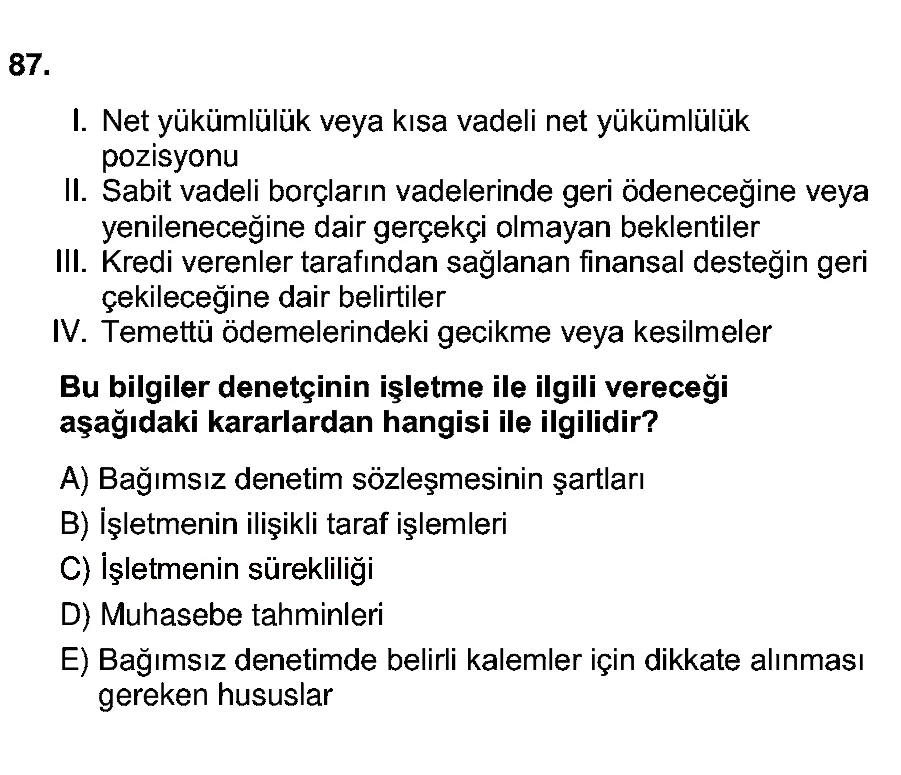 87.
I. Net yükümlülük veya kısa vadeli net yükümlülük
pozisyonu
II. Sabit vadeli borçların vadelerinde geri ödeneceğine veya
yenileneceğine dair gerçekçi olmayan beklentiler
III. Kredi verenler tarafından sağlanan finansal desteğin geri
çekileceğine dair belirtiler
IV. Temettü ödemelerindeki gecikme veya kesilmeler
Bu bilgiler denetçinin işletme ile ilgili vereceği
aşağıdaki kararlardan hangisi ile ilgilidir?
A) Bağımsız denetim sözleşmesinin şartları
B) İşletmenin ilişikli taraf işlemleri
C) İşletmenin sürekliliği
D) Muhasebe tahminleri
E) Bağımsız denetimde belirli kalemler için dikkate alınması
gereken hususlar